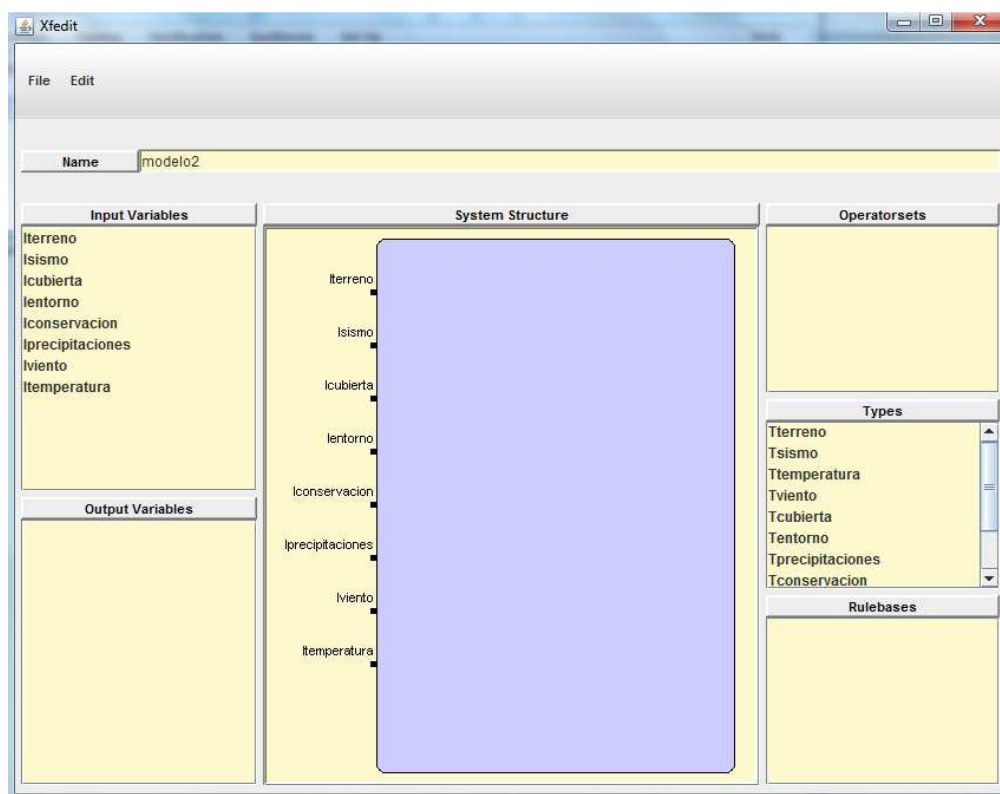 Xfedit
File Edit
Name modelo2
Input Variables
Iterreno
Isismo
Icubierta
Ientorno
Iconservacion
Iprecipitaciones
Iviento
Itemperatura
Output Variables
System Structure
Iterreno
Isismo
Icubierta
Ientorno
Iconservacion
Iprecipitaciones
Iviento
Itemperatura
Operatorsets
Types
Tterreno
Tsismo
Ttemperatura
Tviento
Tcubierta
Tentorno
Tprecipitaciones
Tconservacion
Rulebases